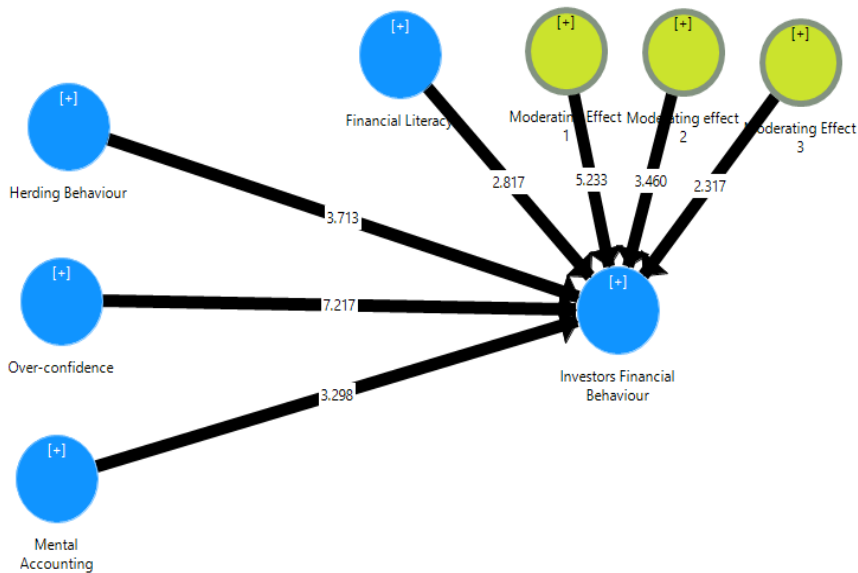 [+]
[+]
[+]
[+]
[+]
Financial Literacy
Moderating Effect
1
Moderating effect
2
Moderating Effect
3
Herding Behaviour
2.817
5.233
3.460
2.317
3.713
[+]
[+]
7.217
Over-confidence
Investors Financial
Behaviour
3.298
[+]
Mental
Accounting